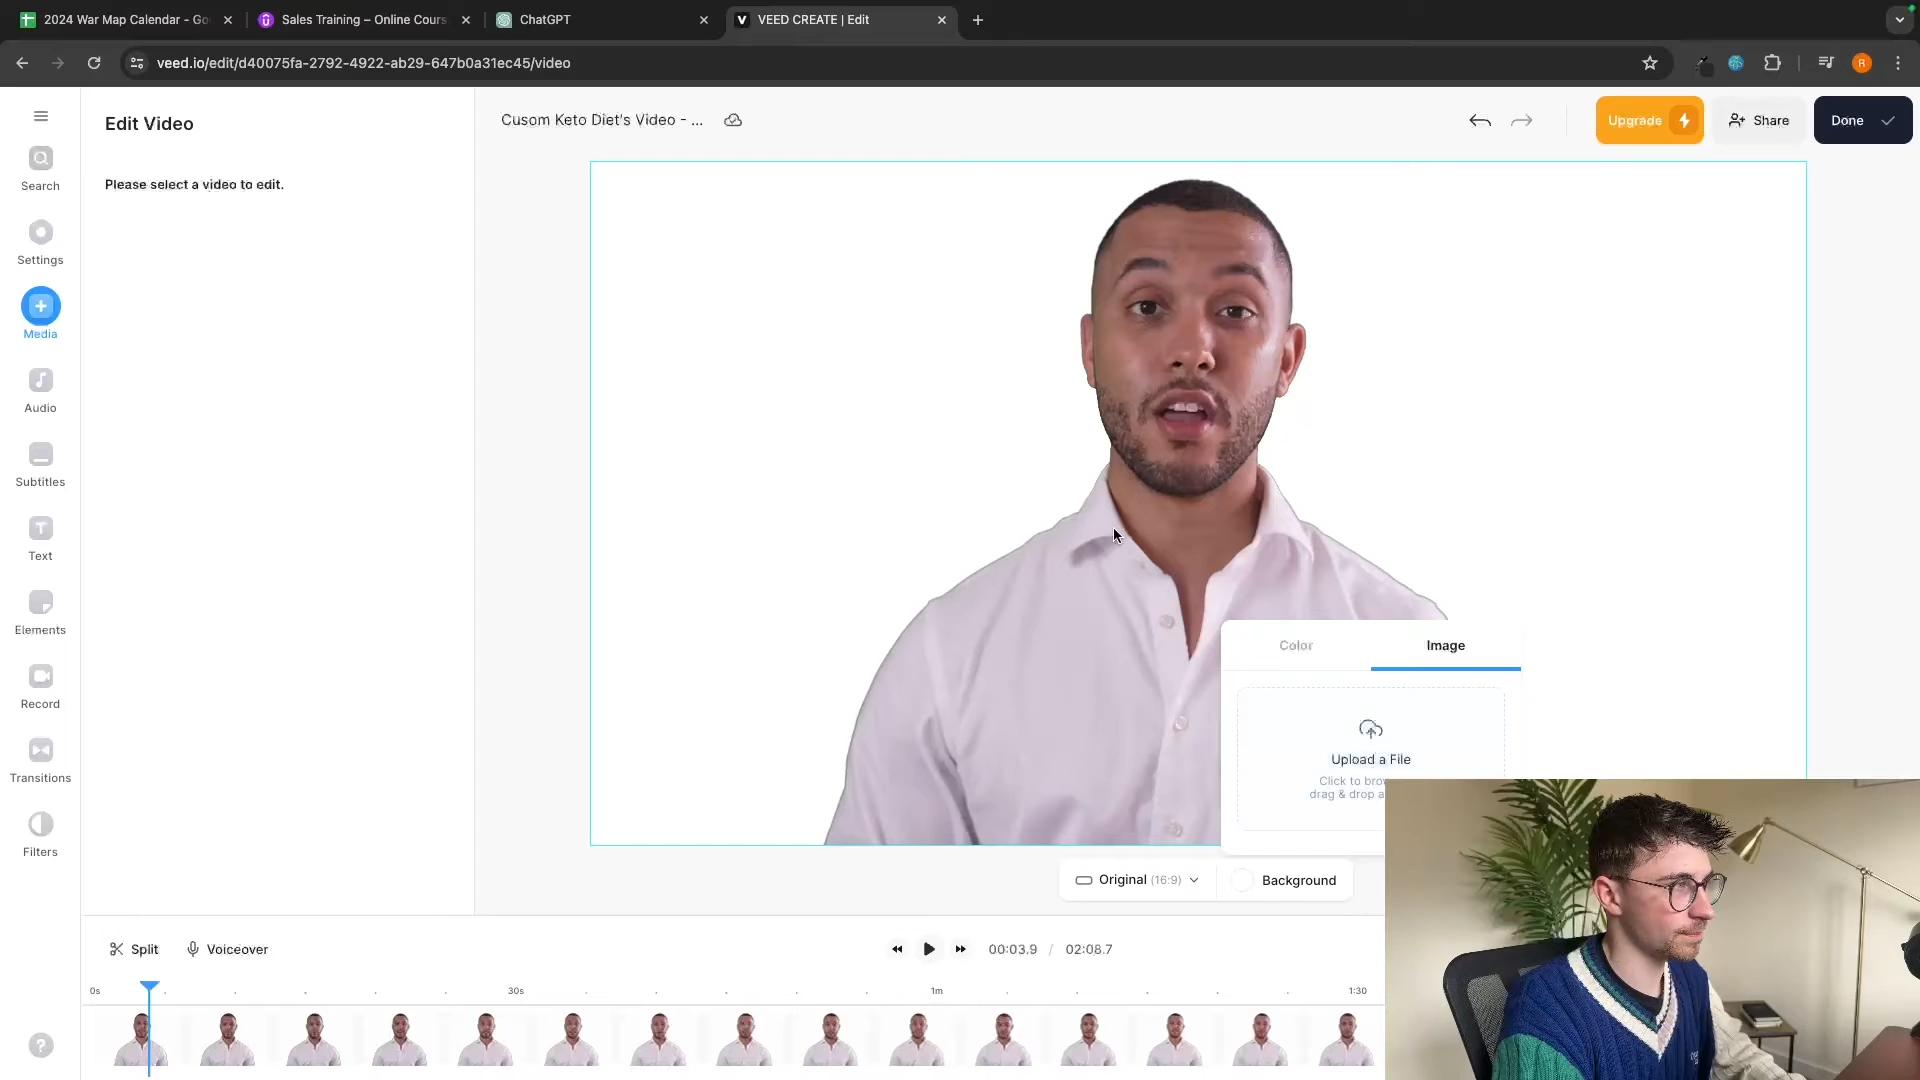 2024 War Map Calendar - Go
Sales Training – Online Cours
ChatGPT
VEED CREATE | Edit
veed.io/edit/d40075fa-2792-4922-ab29-647b0a31ec45/video
R
Edit Video
Cusom Keto Diet's Video - ...
Upgrade
Share
Done
Please select a video to edit.
Search
Settings
Media
Audio
Subtitles
Text
Elements
Record
Transitions
Filters
Color
Image
Upload a File
Click to brow
drag & drop a
Original (16:9)
Background
Split
Voiceover
00:03.9 / 02:08.7
0s
30s
1m
1:30